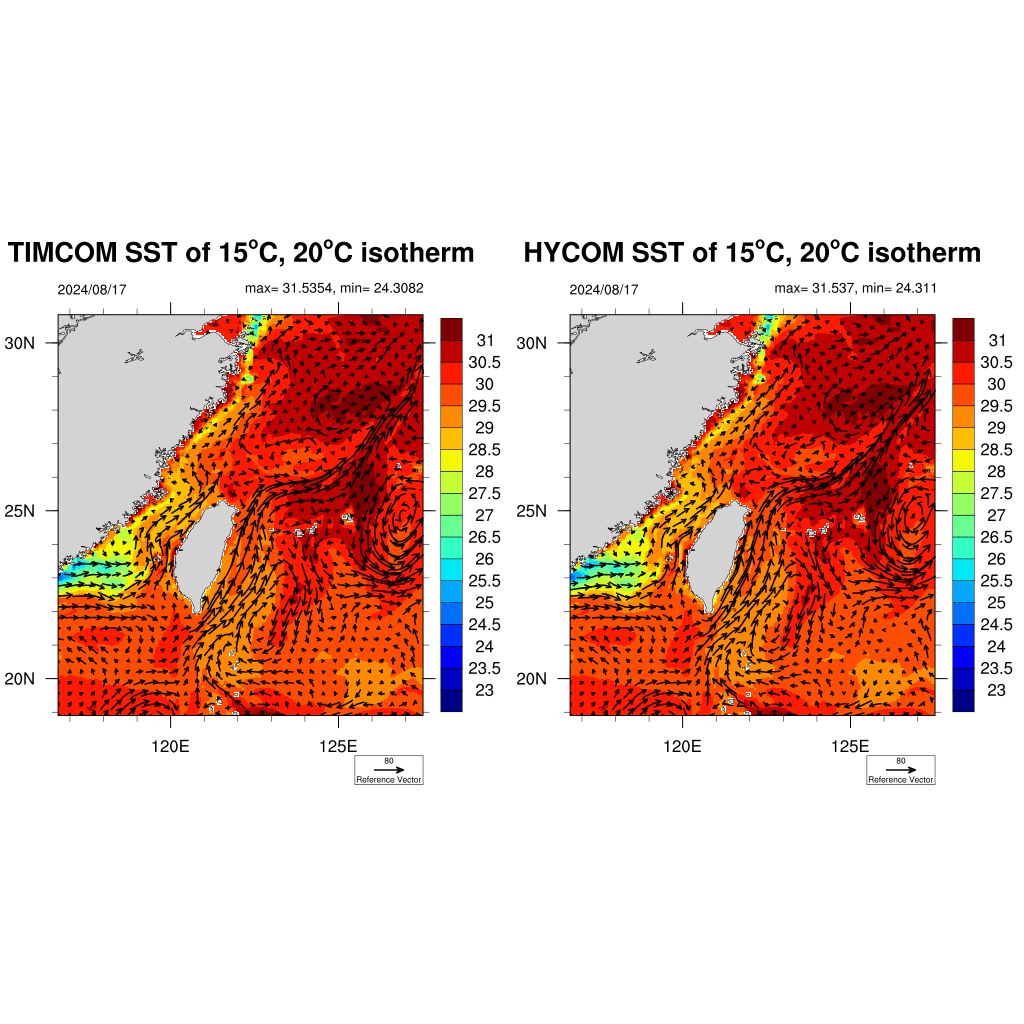 TIMCOM SST of 15°C, 20°C isotherm
2024/08/17
max= 31.5354, min= 24.3082
30N
25N
20N
120E
125E
31
30.5
30
29.5
29
28.5
28
27.5
27
26.5
26
25.5
25
24.5
24
23.5
23
80
Reference Vector
HYCOM SST of 15°C, 20°C isotherm
2024/08/17
max= 31.537, min= 24.311
30N
25N
20N
120E
125E
31
30.5
30
29.5
29
28.5
28
27.5
27
26.5
26
25.5
25
24.5
24
23.5
23
80
Reference Vector